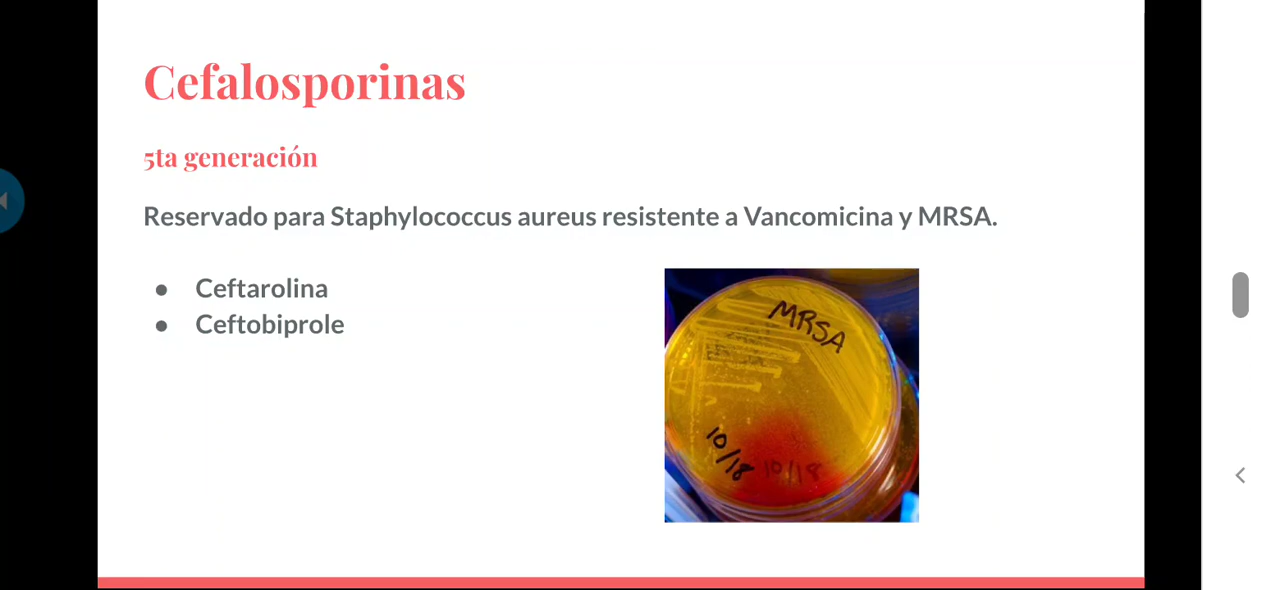 Cefalosporinas
5ta generación
Reservado para Staphylococcus aureus resistente a Vancomicina y MRSA.
● Ceftarolina
● Ceftobiprole
MRSA
10/18
10/18